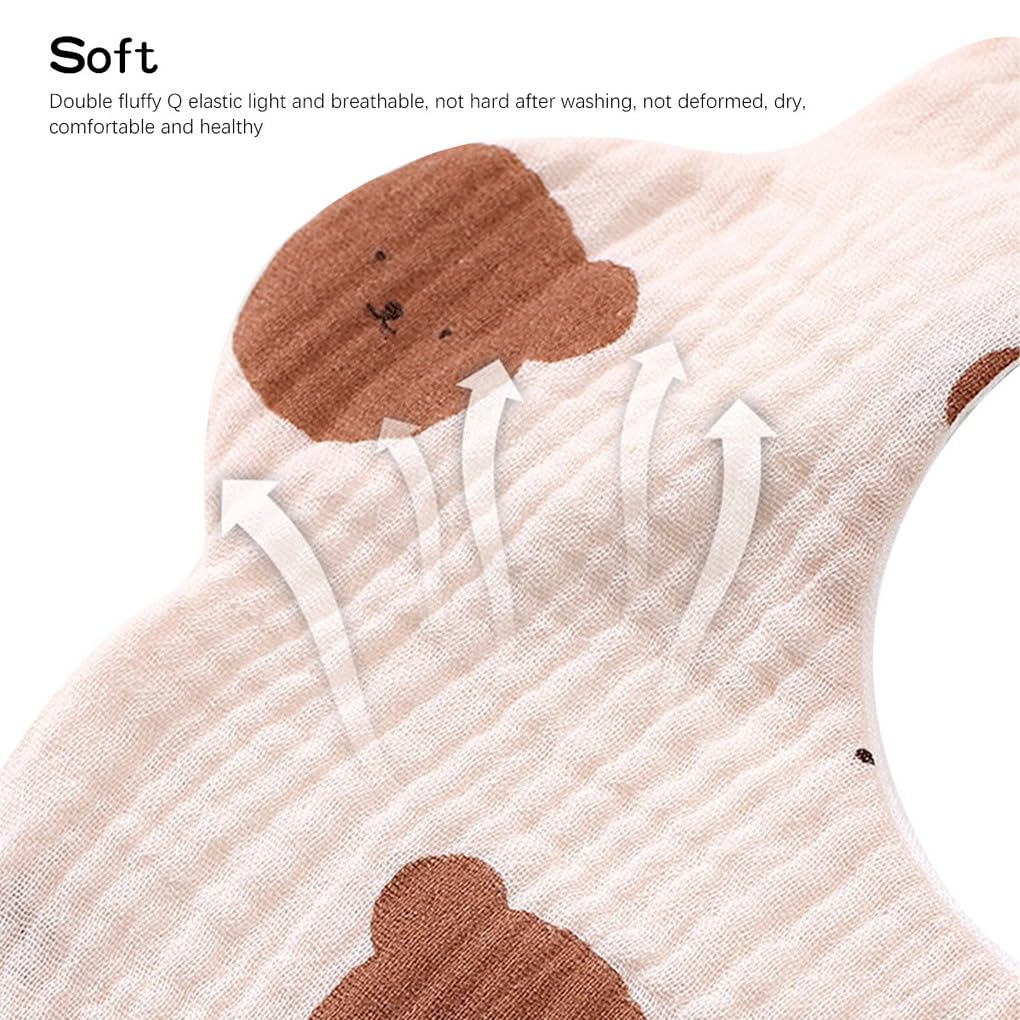 Soft
Double fluffy Q elastic light and breathable, not hard after washing, not deformed, dry,
comfortable and healthy